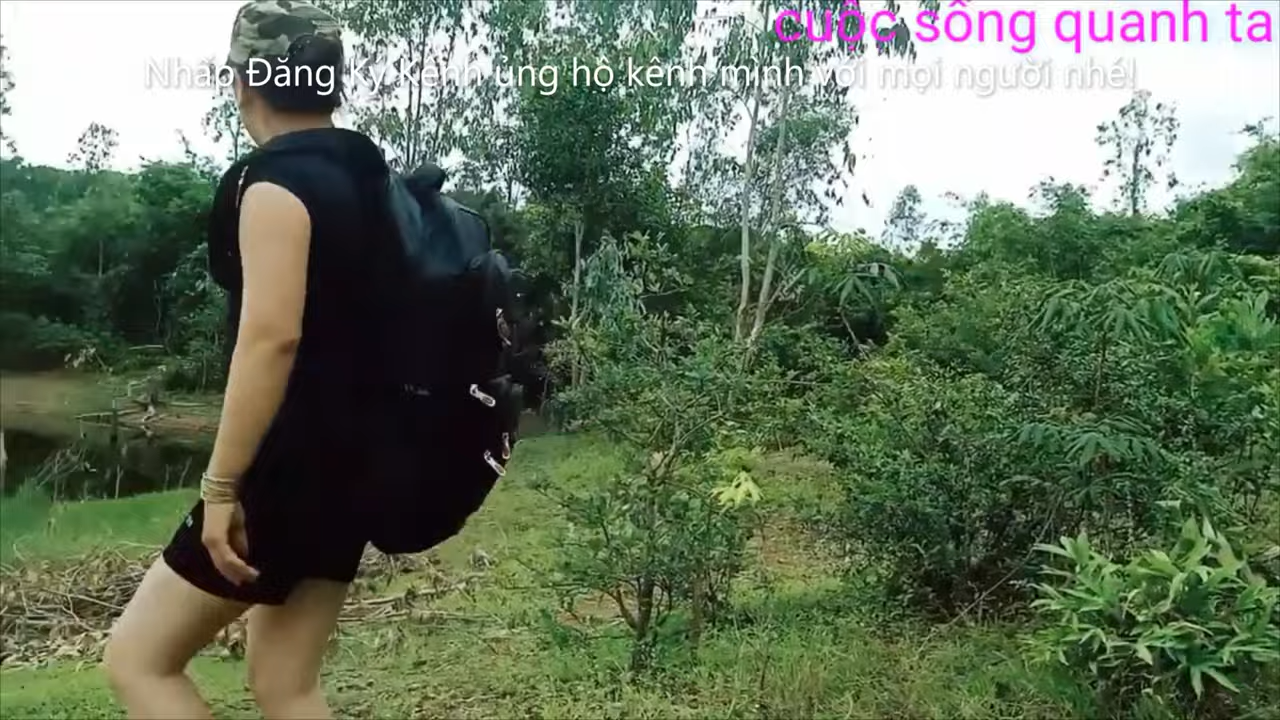 cuộc sống quanh ta
Nhấp Đăng Ký Kênh ủng hộ kênh mình với mọi người nhé!